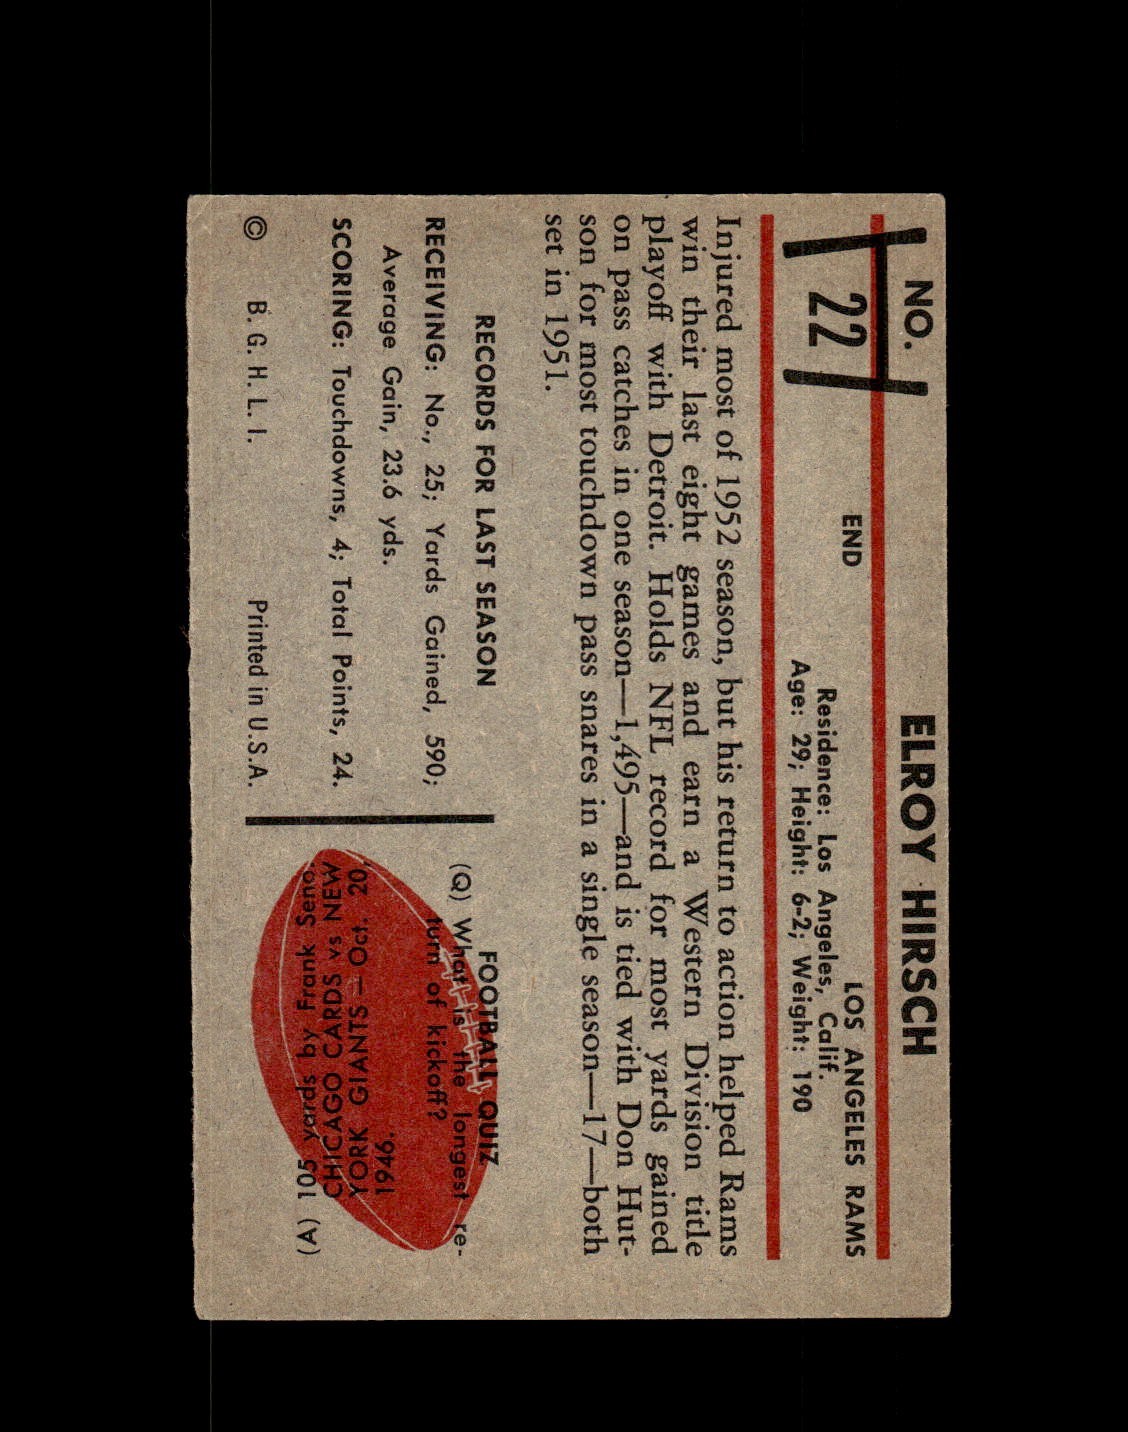 NO.
22
ELROY HIRSCH
END
LOS ANGELES RAMS
Residence: Los Angeles, Calif.
Age: 29; Height: 6-2; Weight: 190
Injured most of 1952 season, but his return to action helped Rams
win their last eight games and earn a Western Division title
playoff with Detroit. Holds NFL record for most yards gained
on pass catches in one season—1,495—and is tied with Don Hut-
son for most touchdown pass snares in a single season—17—both
set in 1951.
RECORDS FOR LAST SEASON
RECEIVING: No., 25; Yards Gained, 590;
Average Gain, 23.6 yds.
SCORING: Touchdowns, 4; Total Points, 24.
© B. G. H. L. I.
Printed in U.S.A.
FOOTBALL QUIZ
(Q) What is the longest re-
turn of kickoff?
(A) 105 yards by Frank Seno.
CHICAGO CARDS vs NEW
YORK GIANTS — Oct. 20,
1946.